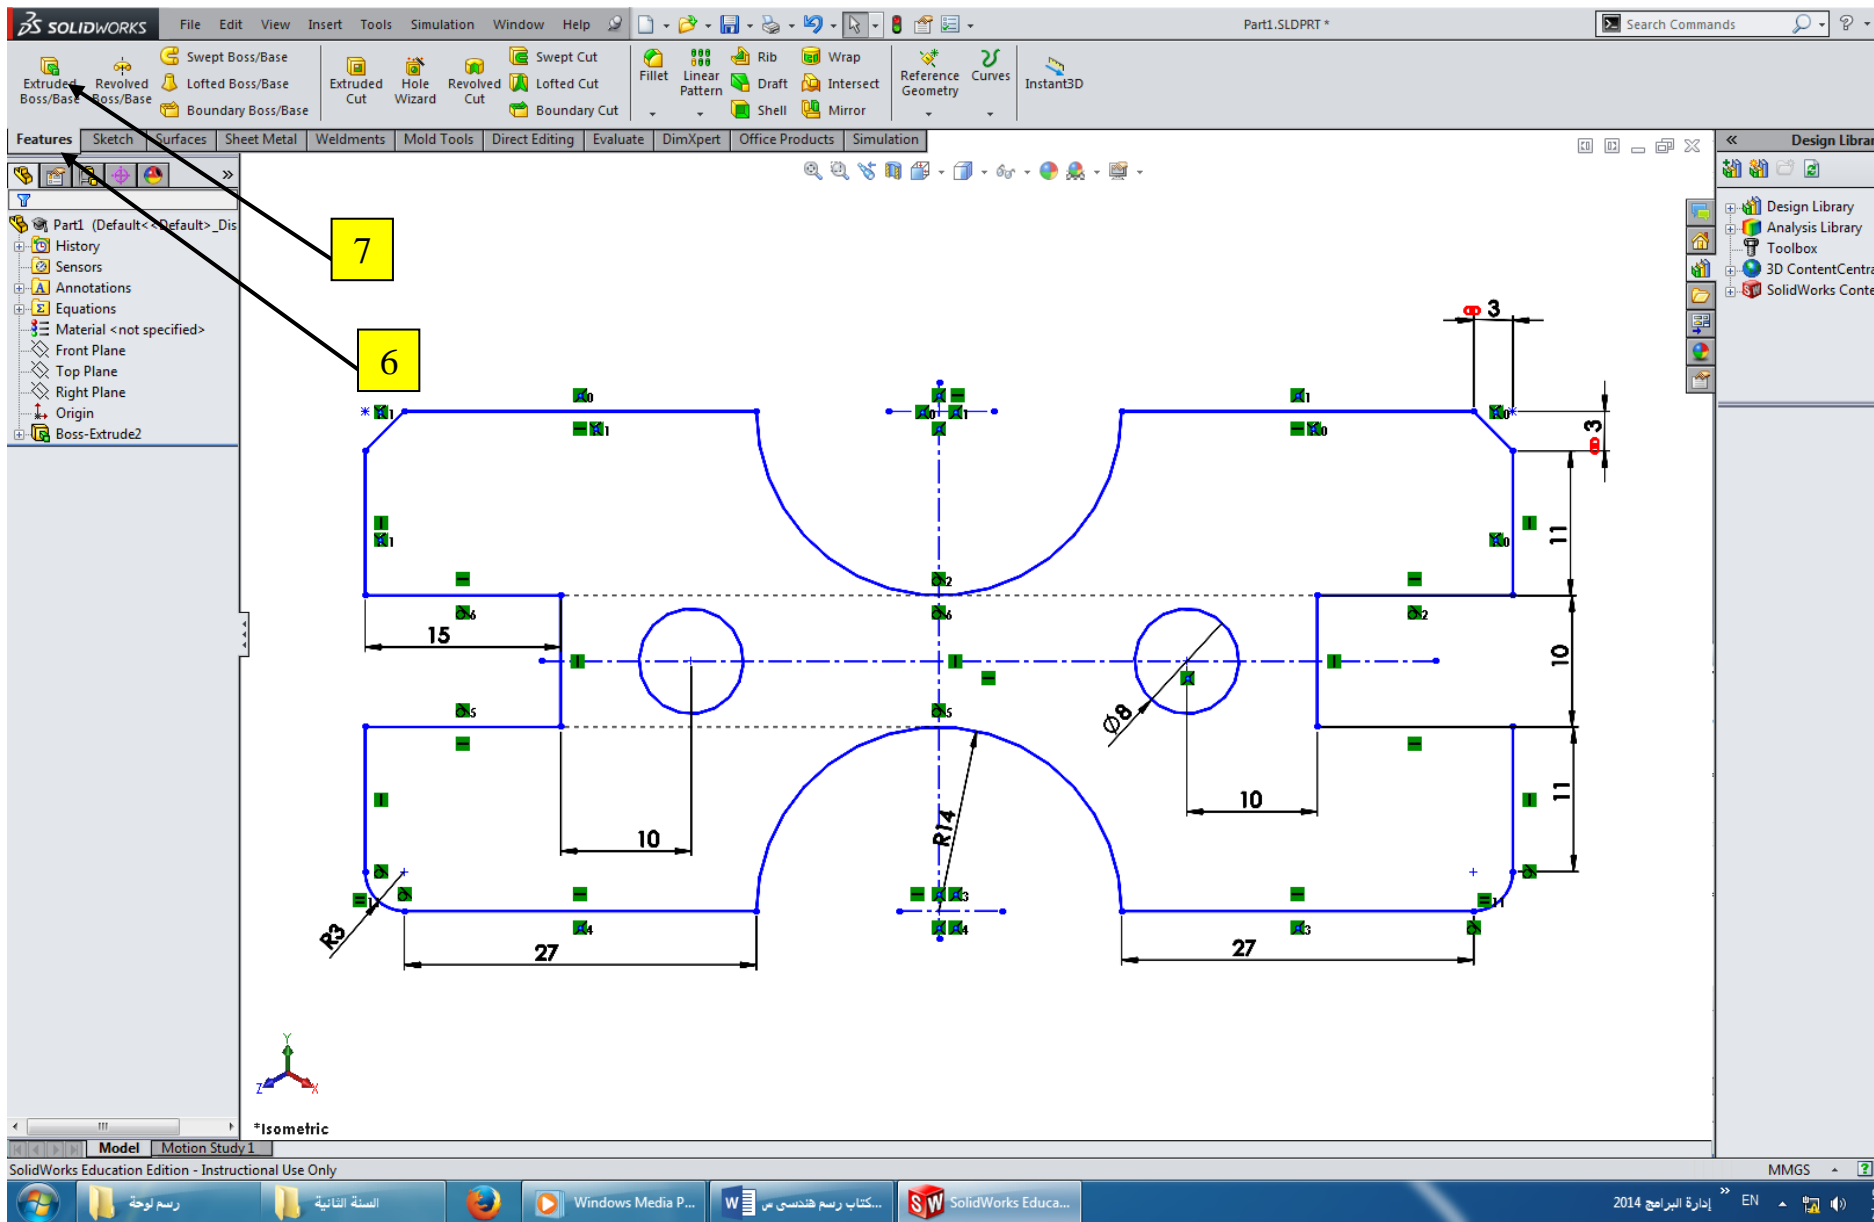 SOLIDWORKS File Edit View Insert Tools Simulation Window Help Part1.SLDPRT * Search Commands ?
Extruded Boss/Base
Revolved Boss/Base
Swept Boss/Base
Lofted Boss/Base
Boundary Boss/Base
Extruded Cut
Hole Wizard
Revolved Cut
Swept Cut
Lofted Cut
Boundary Cut
Fillet
Linear Pattern
Rib
Draft
Shell
Wrap
Intersect
Mirror
Reference Geometry
Curves
Instant3D
Features Sketch Surfaces Sheet Metal Weldments Mold Tools Direct Editing Evaluate DimXpert Office Products Simulation
Part1 (Default<<Default>_Dis
History
Sensors
Annotations
Equations
Material <not specified>
Front Plane
Top Plane
Right Plane
Origin
Boss-Extrude2
7
6
« Design Librar
Design Library
Analysis Library
Toolbox
3D ContentCentra
SolidWorks Conte
3
3
11
15
10
Ø8
11
10
10
R14
R3
27
27
Y
Z X
*Isometric
Model Motion Study 1
SolidWorks Education Edition - Instructional Use Only MMGS
رسم لوحة
السنة الثانية
Windows Media P...
كتاب رسم هندسي س...
SolidWorks Educa...
إدارة البرامج 2014
EN